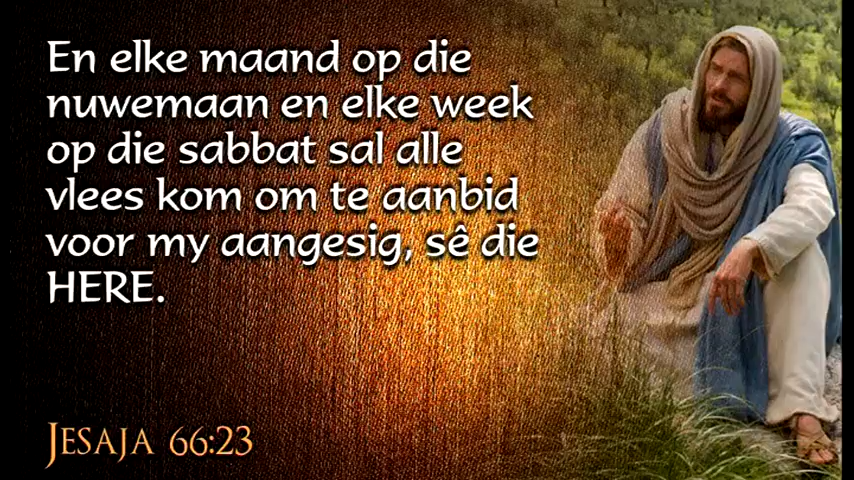 En elke maand op die
nuwemaan en elke week
op die sabbat sal alle
vlees kom om te aanbid
voor my aangesig, sê die
HERE.
JESAJA 66:23